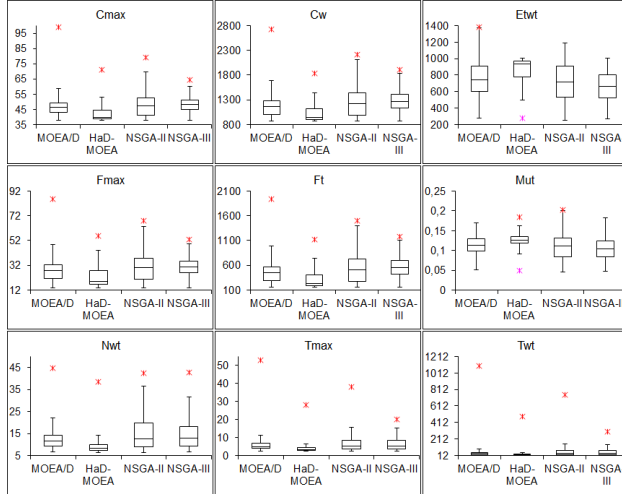 Cmax
95
85
75
65
55
45
35
MOEA/D HaD-MOEA NSGA-II NSGA-III
Cw
2800
2300
1800
1300
800
MOEA/D HaD-MOEA NSGA-II NSGA-III
Etwt
1400
1200
1000
800
600
400
200
MOEA/D HaD-MOEA NSGA-II NSGA III
Fmax
92
72
52
32
12
MOEA/D HaD-MOEA NSGA-II NSGA-III
Ft
2100
1600
1100
600
100
MOEA/D HaD-MOEA NSGA-II NSGA-III
Mut
0,25
0,2
0,15
0,1
0,05
0
MOEA/D HaD-MOEA NSGA-II NSGA III
Nwt
45
35
25
15
5
MOEA/D HaD-MOEA NSGA-II NSGA-III
Tmax
50
40
30
20
10
0
MOEA/D HaD-MOEA NSGA-II NSGA-III
Twt
1212
1012
812
612
412
212
12
MOEA/D HaD-MOEA NSGA-II NSGA-III